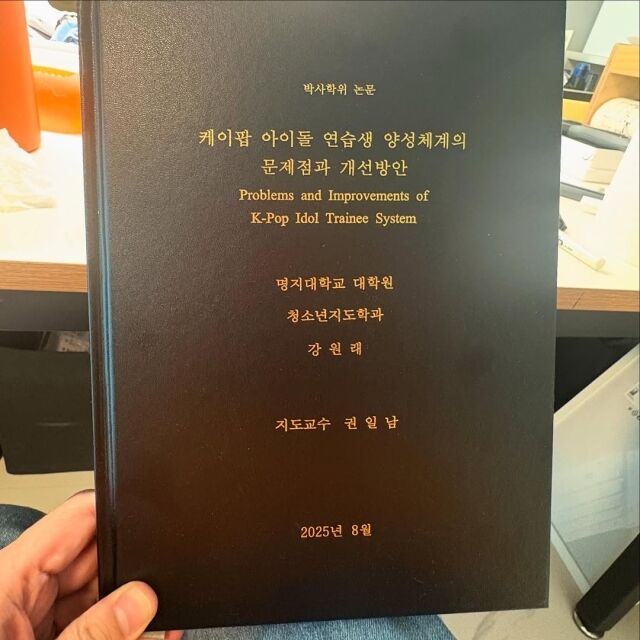 박사학위 논문
케이팝 아이돌 연습생 양성체계의
문제점과 개선방안
Problems and Improvements of
K-Pop Idol Trainee System
명지대학교 대학원
청소년지도학과
강 원 래
지도교수 권 일 남
2025년 8월